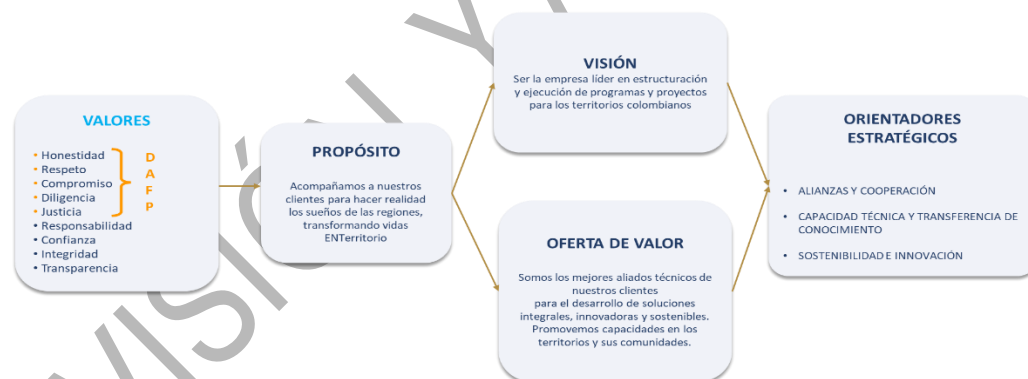 VALORES
• Honestidad
• Respeto
• Compromiso
• Diligencia
• Justicia
• Responsabilidad
• Confianza
• Integridad
• Transparencia
D
A
F
P
PROPÓSITO
Acompañamos a nuestros
clientes para hacer realidad
los sueños de las regiones,
transformando vidas
ENTerritorio
VISIÓN
Ser la empresa líder en estructuración
y ejecución de programas y proyectos
para los territorios colombianos
OFERTA DE VALOR
Somos los mejores aliados técnicos de
nuestros clientes
para el desarrollo de soluciones
integrales, innovadoras y sostenibles.
Promovemos capacidades en los
territorios y sus comunidades.
ORIENTADORES
ESTRATÉGICOS
• ALIANZAS Y COOPERACIÓN
• CAPACIDAD TÉCNICA Y TRANSFERENCIA DE
CONOCIMIENTO
• SOSTENIBILIDAD E INNOVACIÓN